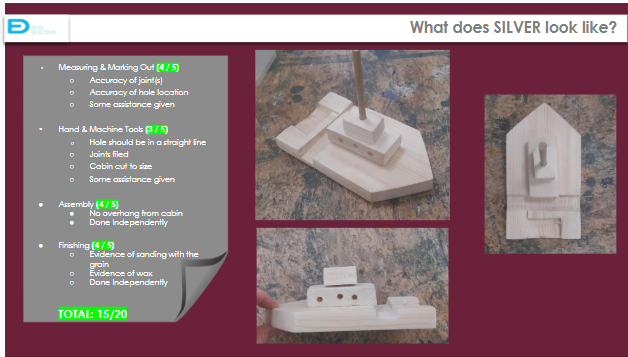 ED
What does SILVER look like?
Measuring & Marking Out (4 / 5)
Accuracy of joint(s)
Accuracy of hole location
Some assistance given
Hand & Machine Tools (3 / 5)
Hole should be in a straight line
Joints filed
Cabin cut to size
Some assistance given
Assembly (4 / 5)
No overhang from cabin
Done Independently
Finishing (4 / 5)
Evidence of sanding with the
grain
Evidence of wax
Done Independently
TOTAL: 15/20